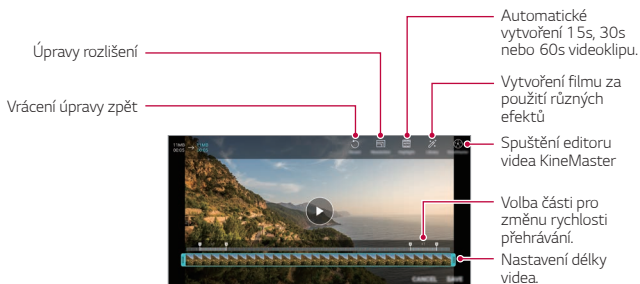 Automatické
vytvoření 15s, 30s
nebo 60s videoklipu.
Úpravy rozlišení
Vytvoření filmu za
použití různých
efektů
Vrácení úpravy zpět
Spuštění editoru
videa KineMaster
Volba části pro
změnu rychlosti
přehrávání.
Nastavení délky
videa.
CANCEL SAVE